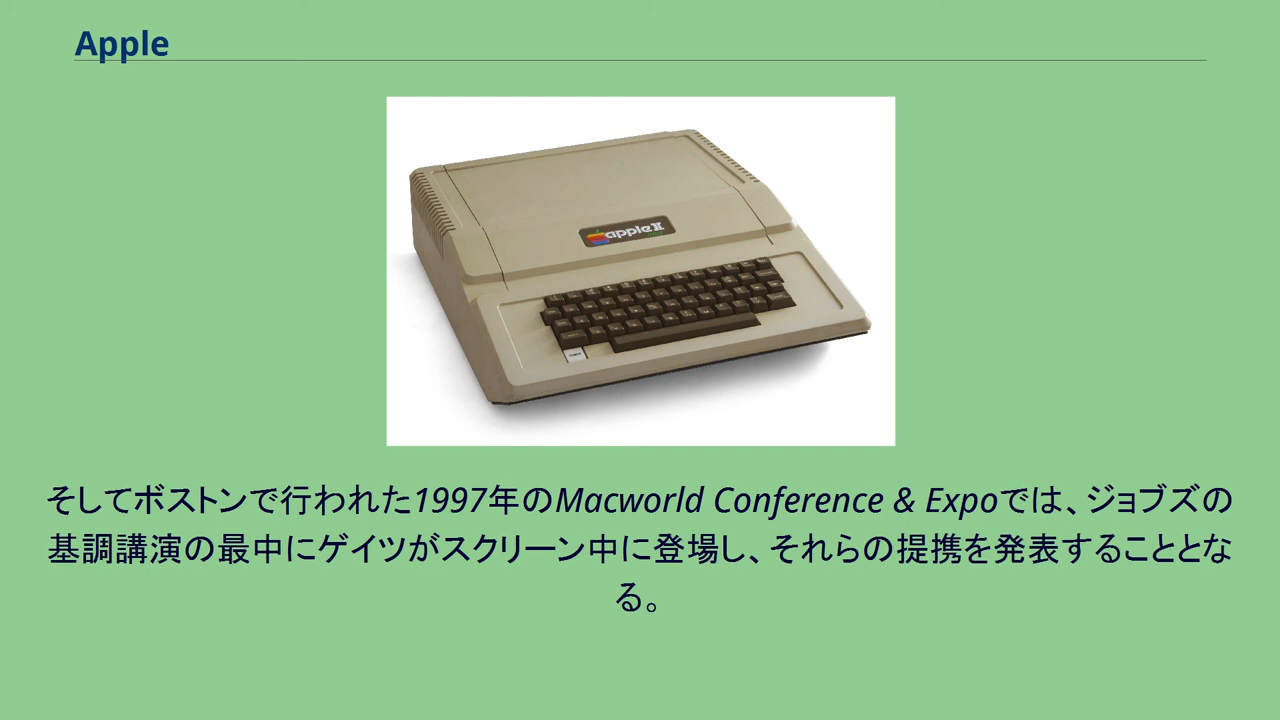 Apple
apple II
そしてボストンで行われた1997年のMacworld Conference & Expoでは、ジョブズの
基調講演の最中にゲイツがスクリーン中に登場し、それらの提携を発表することとな
る。